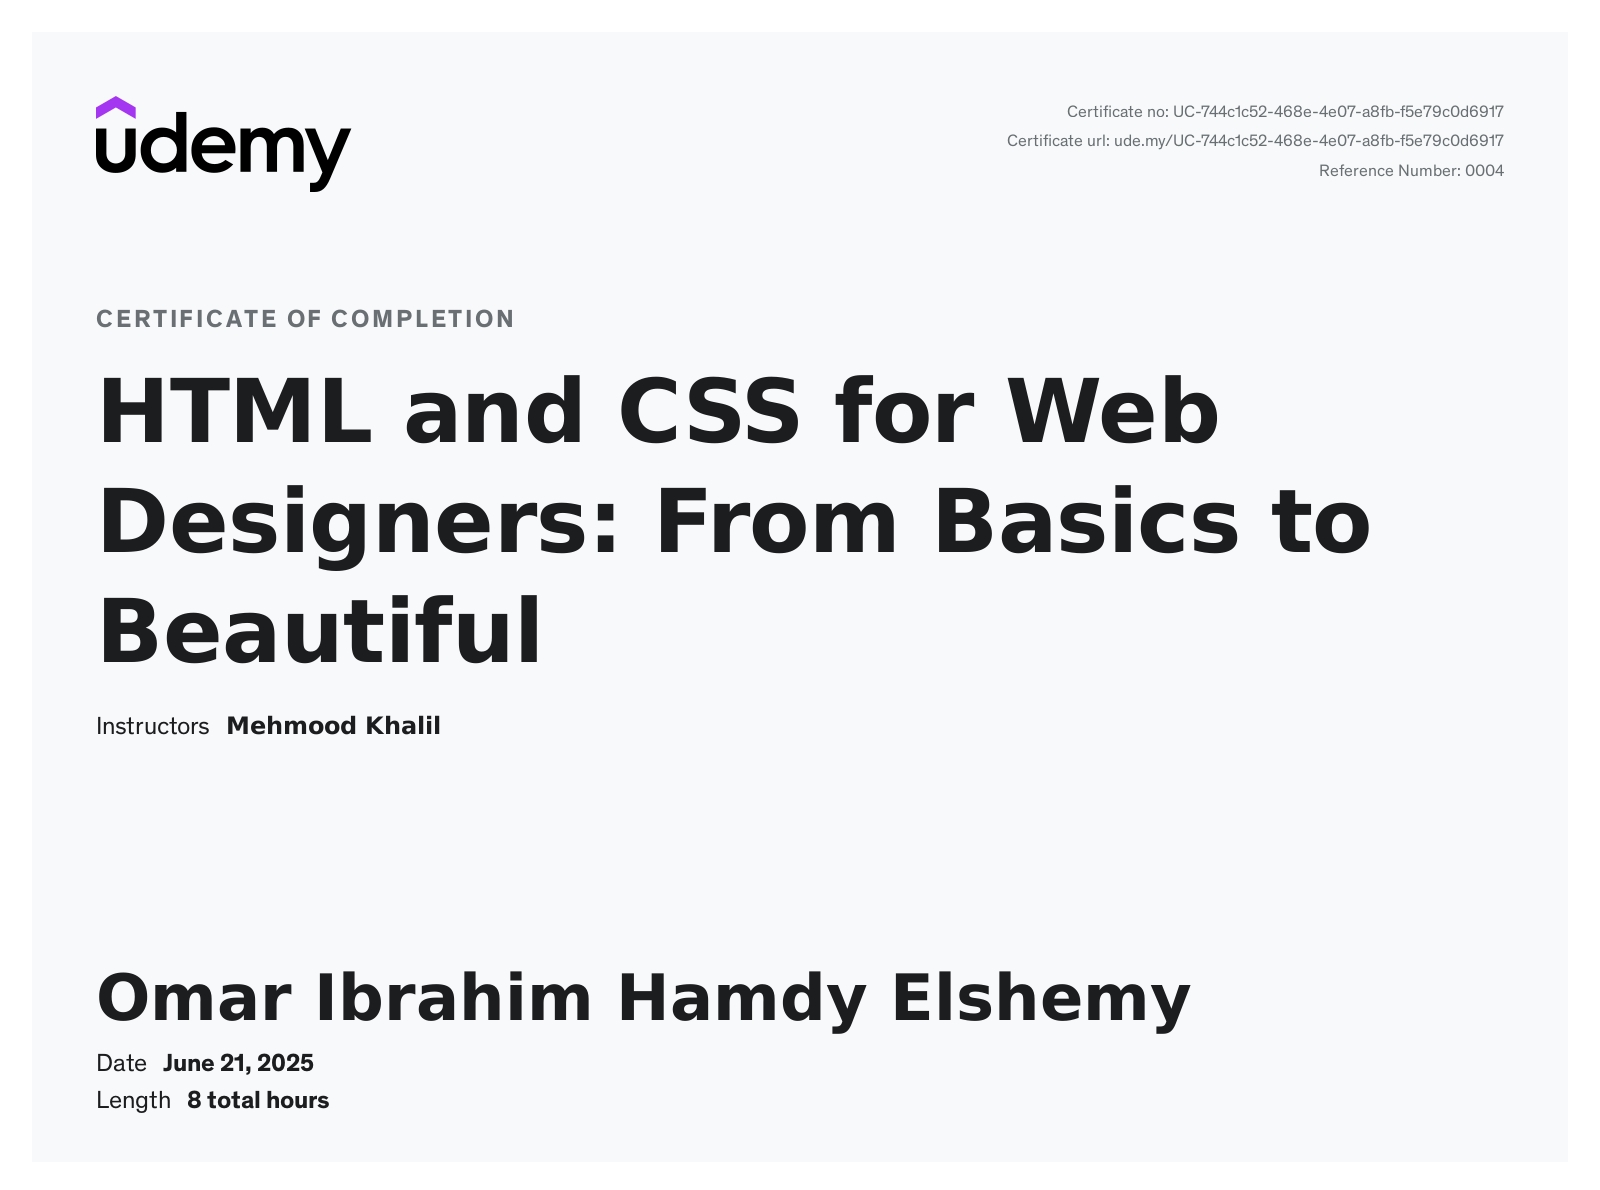 udemy
Certificate no: UC-744c1c52-468e-4e07-a8fb-f5e79c0d6917
Certificate url: ude.my/UC-744c1c52-468e-4e07-a8fb-f5e79c0d6917
Reference Number: 0004
CERTIFICATE OF COMPLETION
HTML and CSS for Web
Designers: From Basics to
Beautiful
Instructors Mehmood Khalil
Omar Ibrahim Hamdy Elshemy
Date June 21, 2025
Length 8 total hours